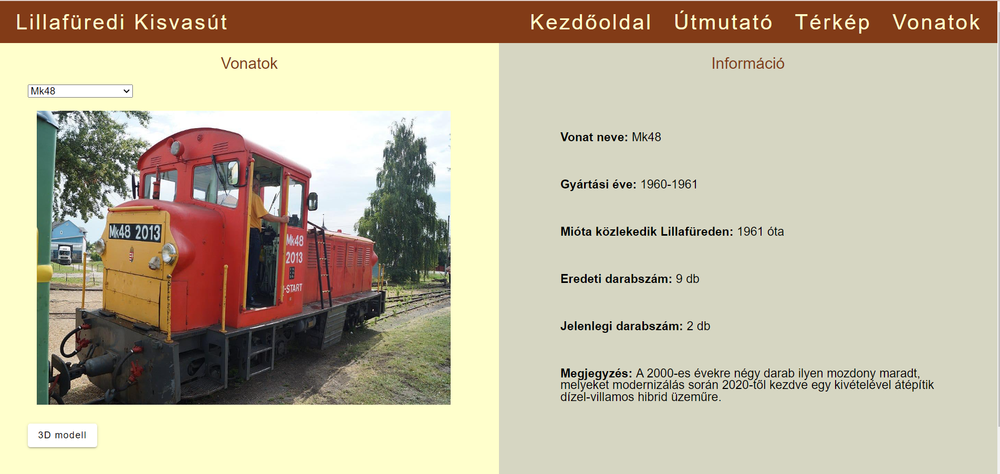 Lillafüredi Kisvasút
Kezdőoldal Útmutató Térkép Vonatok
Vonatok
Mk48
Mk48 2013
Mk48
2013
-START
3D modell
Információ
Vonat neve: Mk48
Gyártási éve: 1960-1961
Mióta közlekedik Lillafüreden: 1961 óta
Eredeti darabszám: 9 db
Jelenlegi darabszám: 2 db
Megjegyzés: A 2000-es évekre négy darab ilyen mozdony maradt,
melyeket modernizálás során 2020-től kezdve egy kivételével átépítik
dízel-villamos hibrid üzeműre.